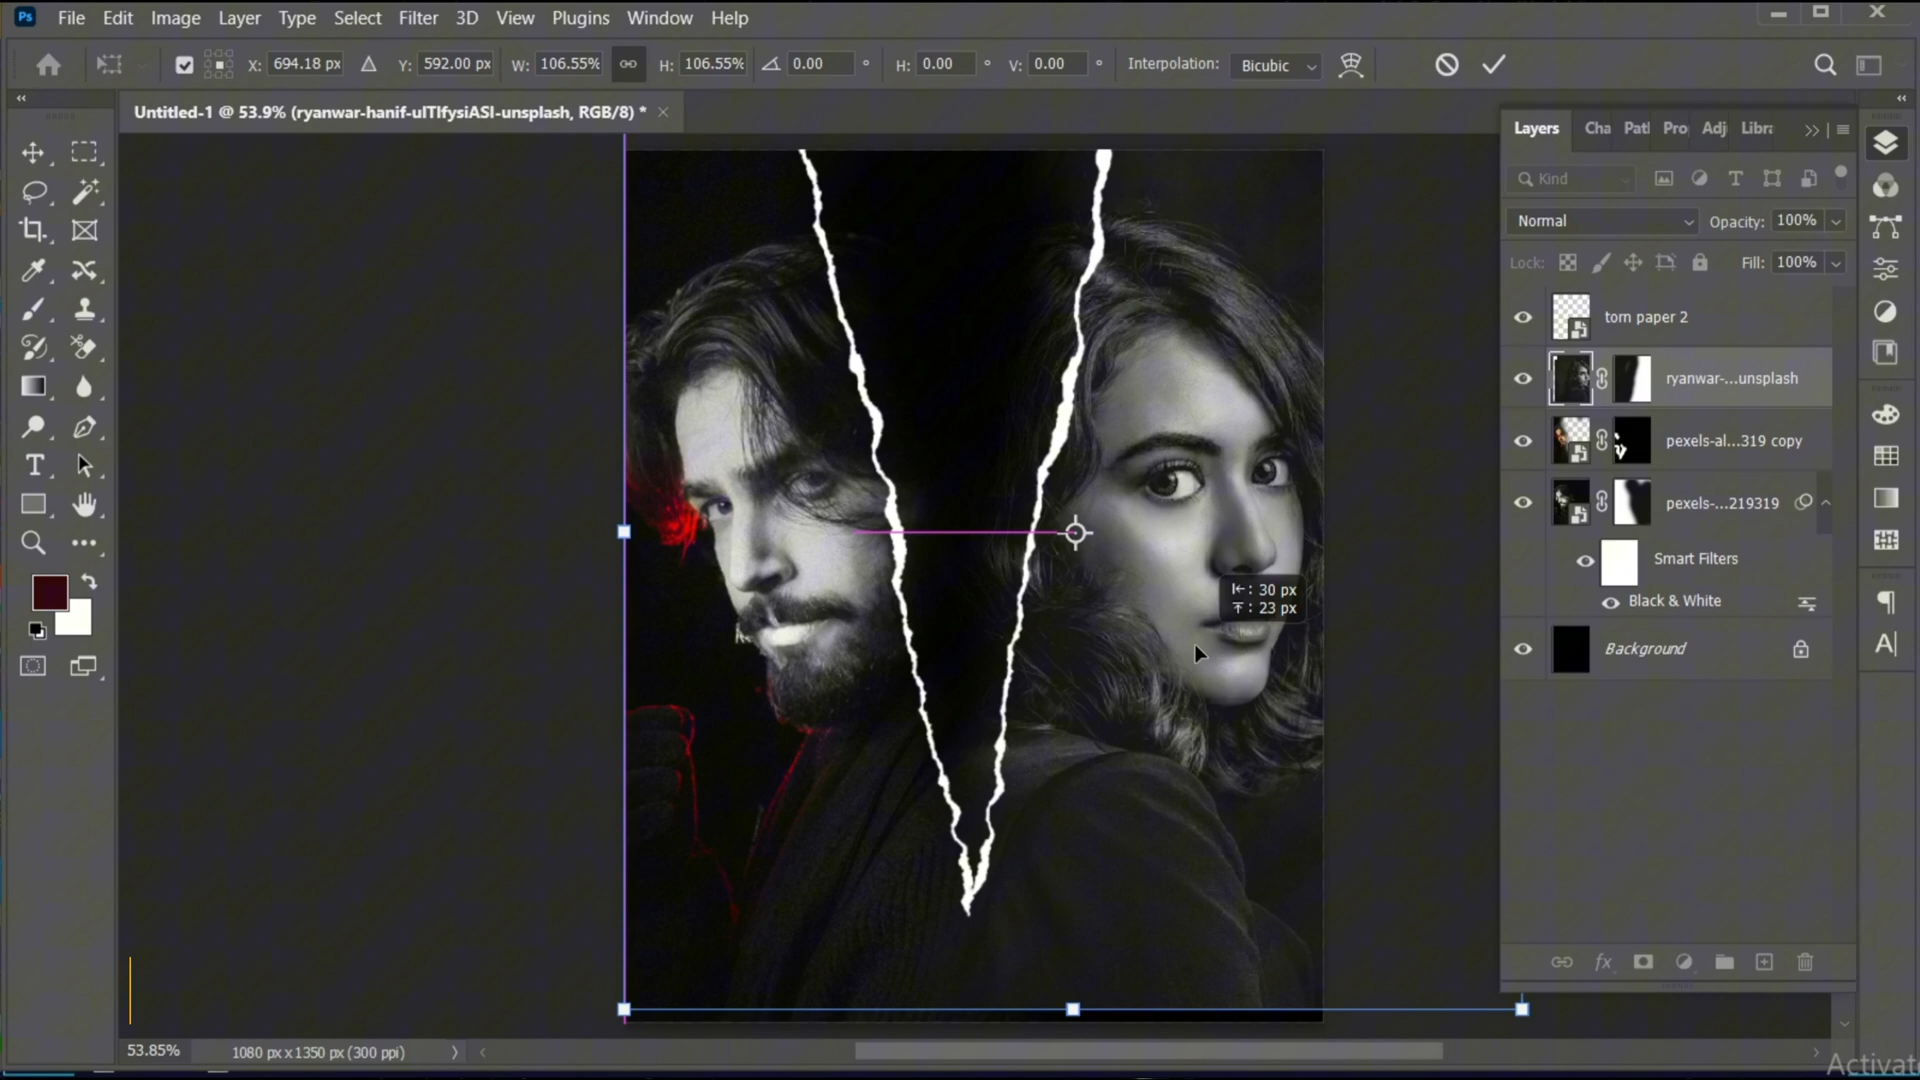 Ps File Edit Image Layer Type Select Filter 3D View Plugins Window Help
X: 694.18 px Y: 592.00 px W: 106.55% H: 106.55% 0.00 ° H: 0.00 ° V: 0.00 ° Interpolation: Bicubic
Untitled-1 @ 53.9% (ryanwar-hanif-ulTlfysiASI-unsplash, RGB/8) *
Layers Cha Patl Pro Adj Libra
Kind
Normal Opacity: 100%
Lock: Fill: 100%
torn paper 2
ryanwar-...unsplash
pexels-al...319 copy
pexels-...219319
Smart Filters
Black & White
Background
30 px
23 px
fx
53.85% 1080 px x 1350 px (300 ppi)
Activat